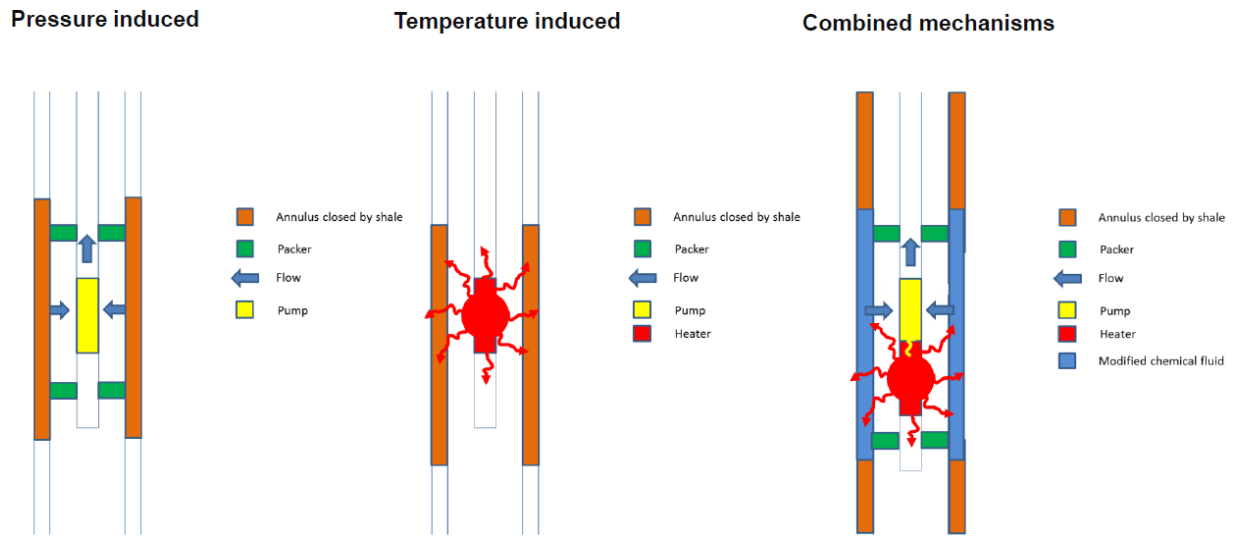 Pressure induced
Temperature induced
Combined mechanisms
Annulus closed by shale
Packer
Flow
Pump
Annulus closed by shale
Packer
Flow
Pump
Heater
Annulus closed by shale
Packer
Flow
Pump
Heater
Modified chemical fluid